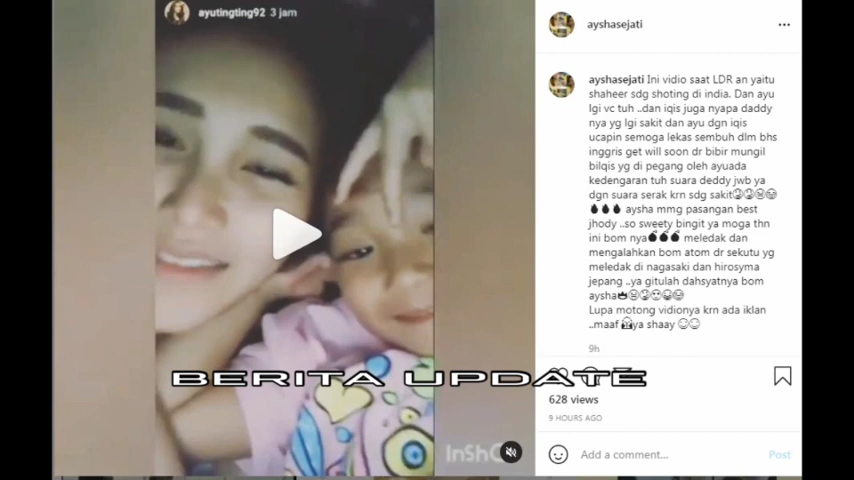 ayutingting92 3 jam
ayshasejati
ayshasejati Ini vidio saat LDR an yaitu
shaheer sdg shoting di india. Dan ayu
lgi vc tuh ..dan iqis juga nyapa daddy
nya yg lgi sakit dan ayu dgn iqis
ucapin semoga lekas sembuh dlm bhs
inggris get will soon dr bibir mungil
bilqis yg di pegang oleh ayuada
kedengaran tuh suara deddy jwb ya
dgn suara serak krn sdg sakit
aysha mmg pasangan best
jhody ..so sweety bingit ya moga thn
ini bom nya💣💣💣 meledak dan
mengalahkan bom atom dr sekutu yg
meledak di nagasaki dan hirosyma
jepang ..ya gitulah dahsyatnya bom
aysha
Lupa motong vidionya krn ada iklan
..maaf ya shaay
9h
BERITA UPDATE
628 views
9 HOURS AGO
InSh
Add a comment...
Post